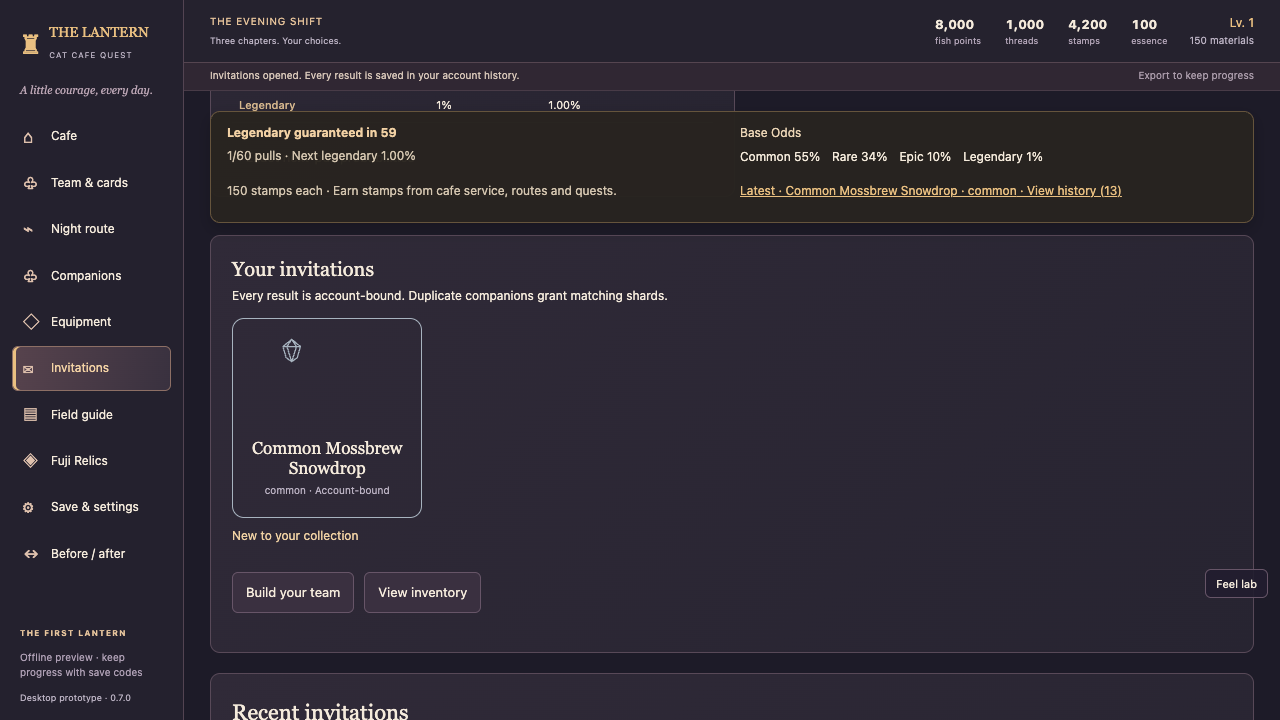 THE LANTERN
CAT CAFE QUEST
A little courage, every day.
Cafe
Team & cards
Night route
Companions
Equipment
Invitations
Field guide
Fuji Relics
Save & settings
Before / after
THE FIRST LANTERN
Offline preview · keep
progress with save codes
Desktop prototype · 0.7.0
THE EVENING SHIFT
Three chapters. Your choices.
8,000
fish points
1,000
threads
4,200
stamps
100
essence
Lv. 1
150 materials
Invitations opened. Every result is saved in your account history.
Export to keep progress
Legendary 1% 1.00%
Legendary guaranteed in 59
1/60 pulls · Next legendary 1.00%
150 stamps each · Earn stamps from cafe service, routes and quests.
Base Odds
Common 55% Rare 34% Epic 10% Legendary 1%
Latest · Common Mossbrew Snowdrop · common · View history (13)
Your invitations
Every result is account-bound. Duplicate companions grant matching shards.
Common Mossbrew
Snowdrop
common · Account-bound
New to your collection
Build your team
View inventory
Feel lab
Recent invitations